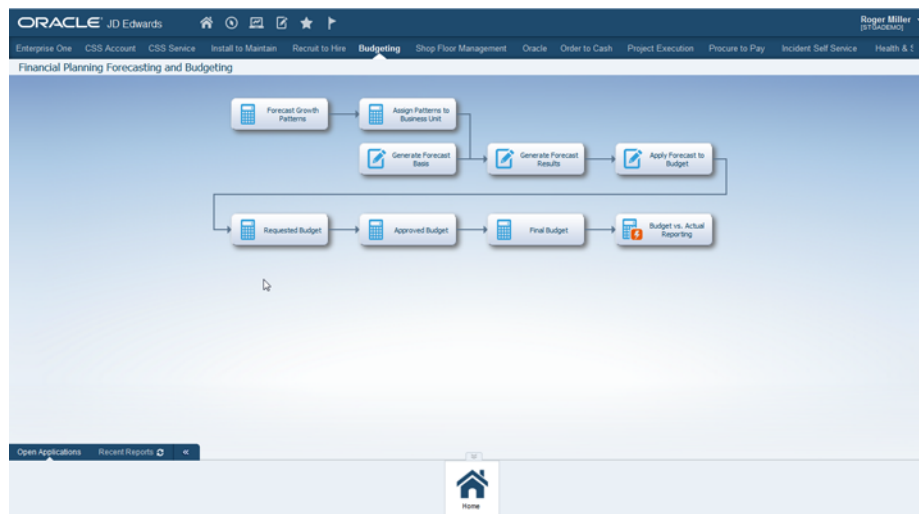 ORACLE JD Edwards
Roger Miller
[STGADEMO]
Enterprise One CSS Account CSS Service Install to Maintain Recruit to Hire Budgeting Shop Floor Management Oracle Order to Cash Project Execution Procure to Pay Incident Self Service Health & S
Financial Planning Forecasting and Budgeting
Forecast Growth
Patterns
Assign Patterns to
Business Unit
Generate Forecast
Basis
Generate Forecast
Results
Apply Forecast to
Budget
Requested Budget
Approved Budget
Final Budget
Budget vs. Actual
Reporting
Open Applications Recent Reports «
Home